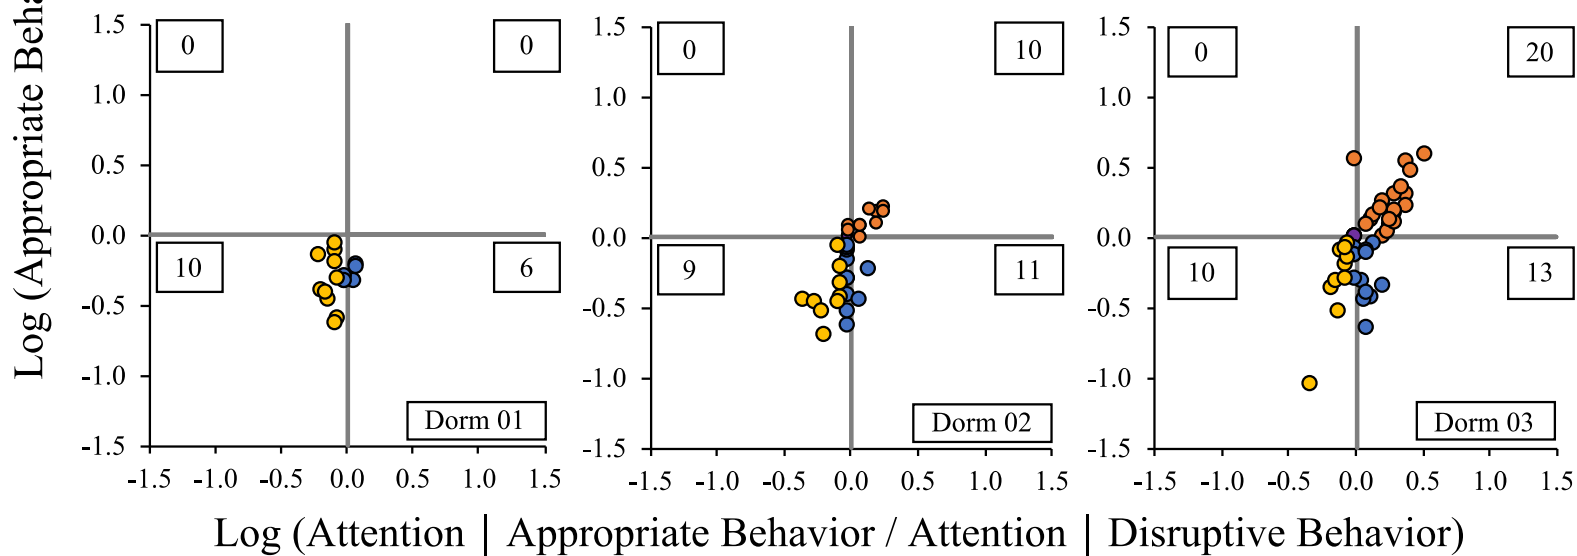 Log (Appropriate Beha
1.5 1.0 0.5 0.0 -0.5 -1.0 -1.5
0 0
10 6
Dorm 01
-1.5 -1.0 -0.5 0.0 0.5 1.0 1.5
1.5 1.0 0.5 0.0 -0.5 -1.0 -1.5
0 10
9 11
Dorm 02
-1.5 -1.0 -0.5 0.0 0.5 1.0 1.5
1.5 1.0 0.5 0.0 -0.5 -1.0 -1.5
0 20
10 13
Dorm 03
-1.5 -1.0 -0.5 0.0 0.5 1.0 1.5
Log (Attention | Appropriate Behavior / Attention | Disruptive Behavior)